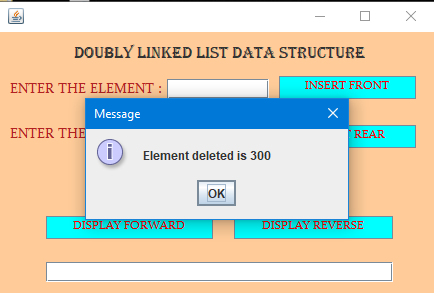 DOUBLY LINKED LIST DATA STRUCTURE
ENTER THE ELEMENT :
INSERT FRONT
Message
ENTER THE
REAR
Element deleted is 300
OK
DISPLAY FORWARD
DISPLAY REVERSE